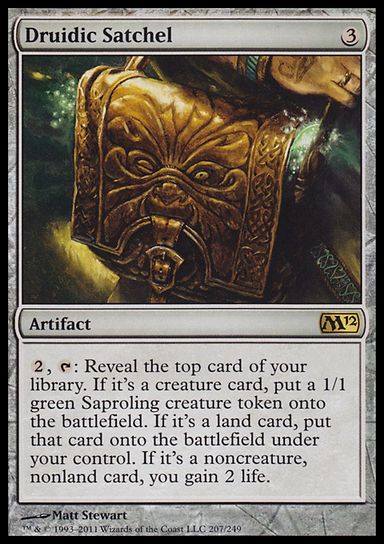 Druidic Satchel 3
Artifact M12
2, T: Reveal the top card of your
library. If it's a creature card, put a 1/1
green Saproling creature token onto
the battlefield. If it's a land card, put
that card onto the battlefield under
your control. If it's a noncreature,
nonland card, you gain 2 life.
Matt Stewart
™ & © 1993-2011 Wizards of the Coast LLC 207/249